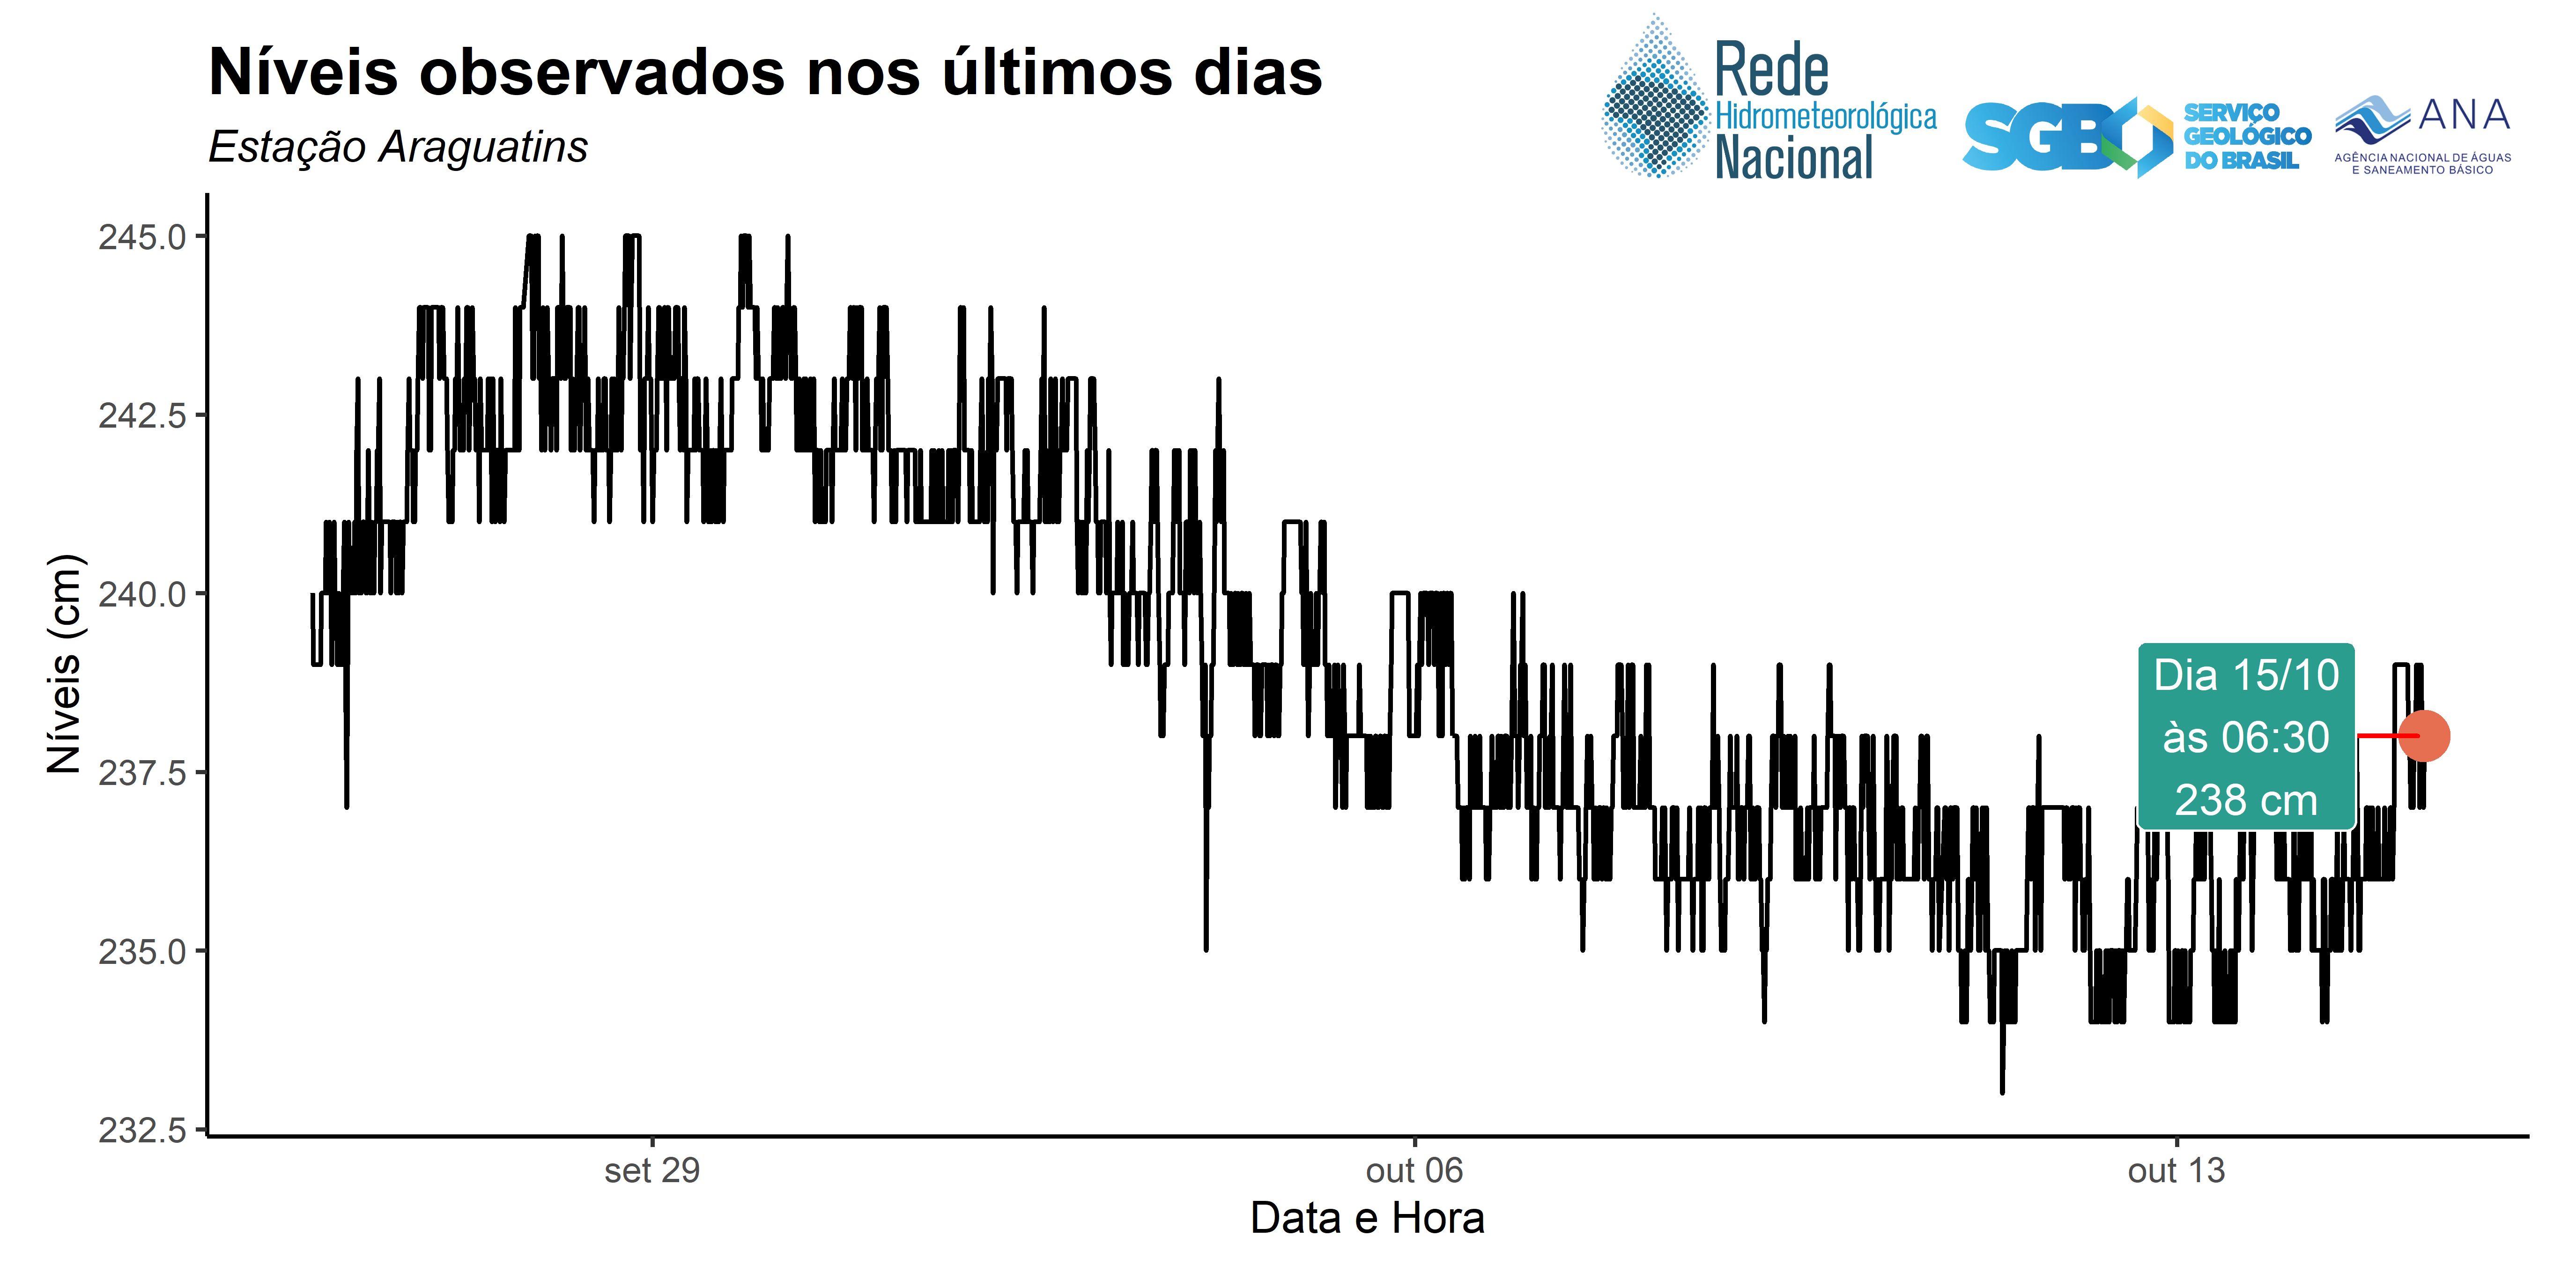 Níveis observados nos últimos dias
Estação Araguatins
Rede
Hidrometeorológica
Nacional
SGB
SERVIÇO
GEOLÓGICO
DO BRASIL
ANA
AGÊNCIA NACIONAL DE ÁGUAS
E SANEAMENTO BÁSICO
Níveis (cm)
245.0
242.5
240.0
237.5
235.0
232.5
Dia 15/10
às 06:30
238 cm
set 29
out 06
out 13
Data e Hora